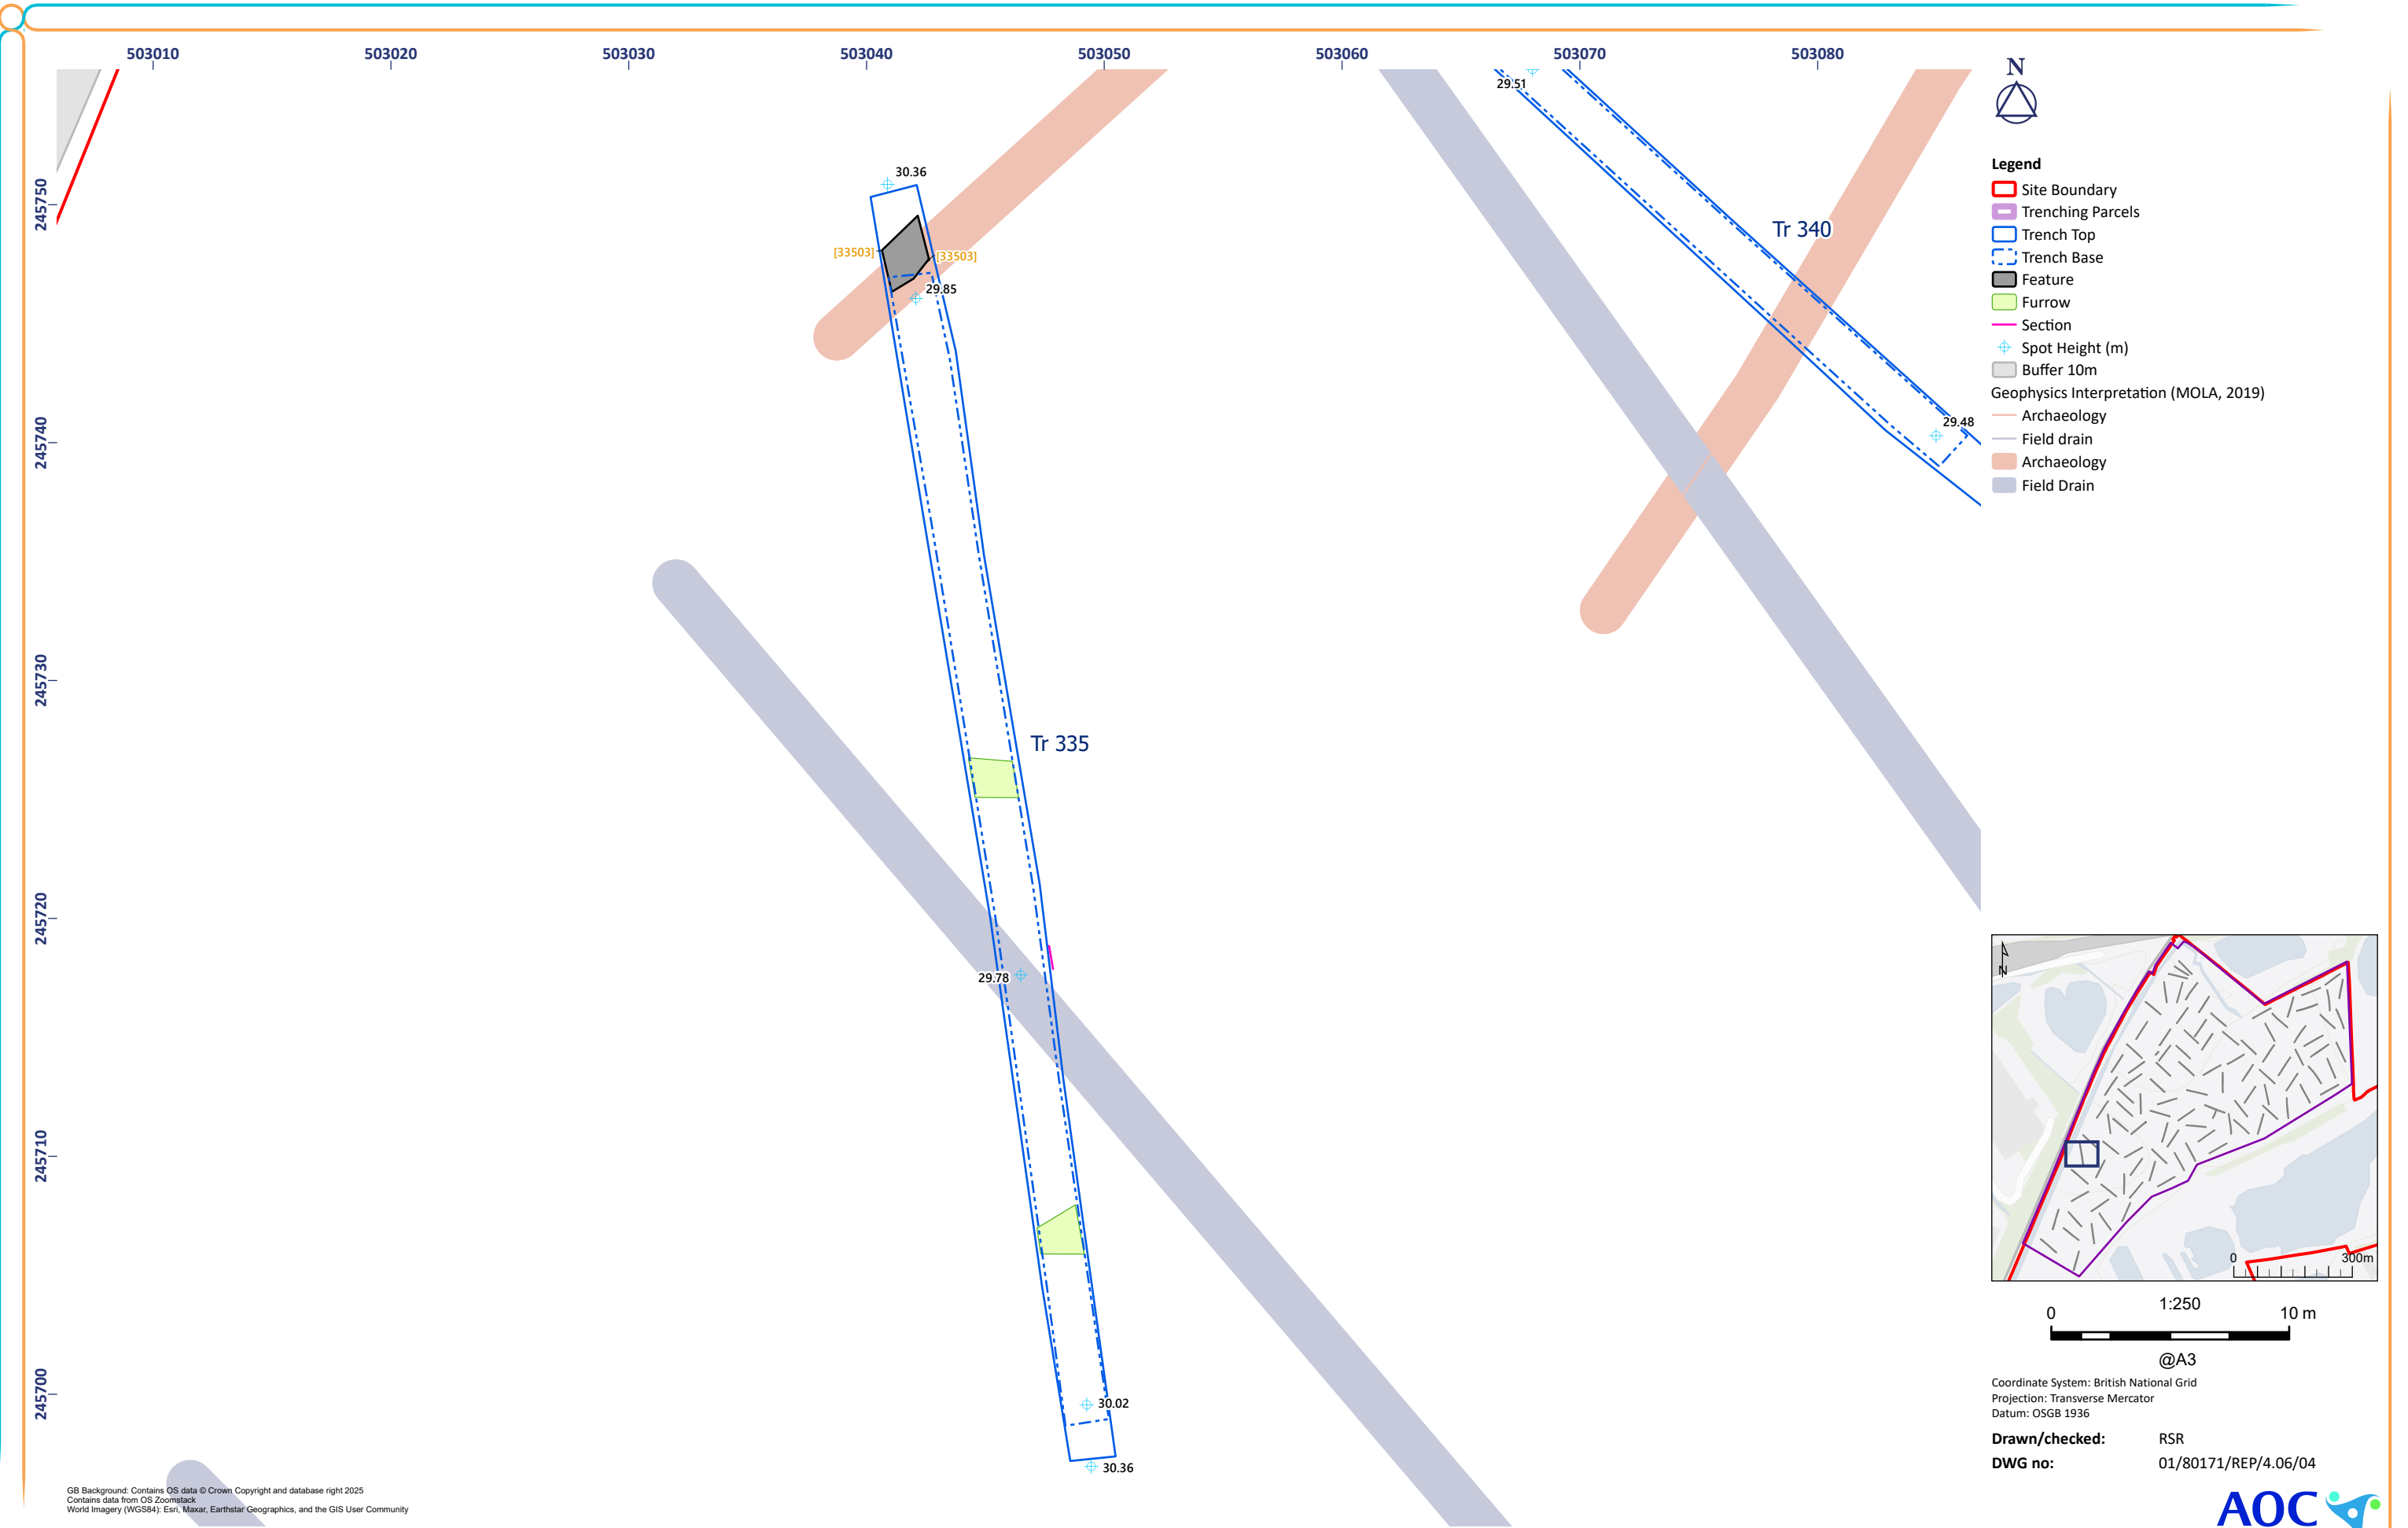 503010 503020 503030 503040 503050 503060 503070 503080
N
245750
245740
245730
245720
245710
245700
29.51
30.36
[33503]
[33503]
29.85
Tr 340
29.48
Tr 335
29.78
30.02
30.36
Legend
Site Boundary
Trenching Parcels
Trench Top
Trench Base
Feature
Furrow
Section
Spot Height (m)
Buffer 10m
Geophysics Interpretation (MOLA, 2019)
Archaeology
Field drain
Archaeology
Field Drain
N
0 300m
1:250
0 10 m
@A3
Coordinate System: British National Grid
Projection: Transverse Mercator
Datum: OSGB 1936
Drawn/checked: RSR
DWG no: 01/80171/REP/4.06/04
GB Background: Contains OS data © Crown Copyright and database right 2025
Contains data from OS Zoomstack
World Imagery (WGS84): Esri, Maxar, Earthstar Geographics, and the GIS User Community
AOC